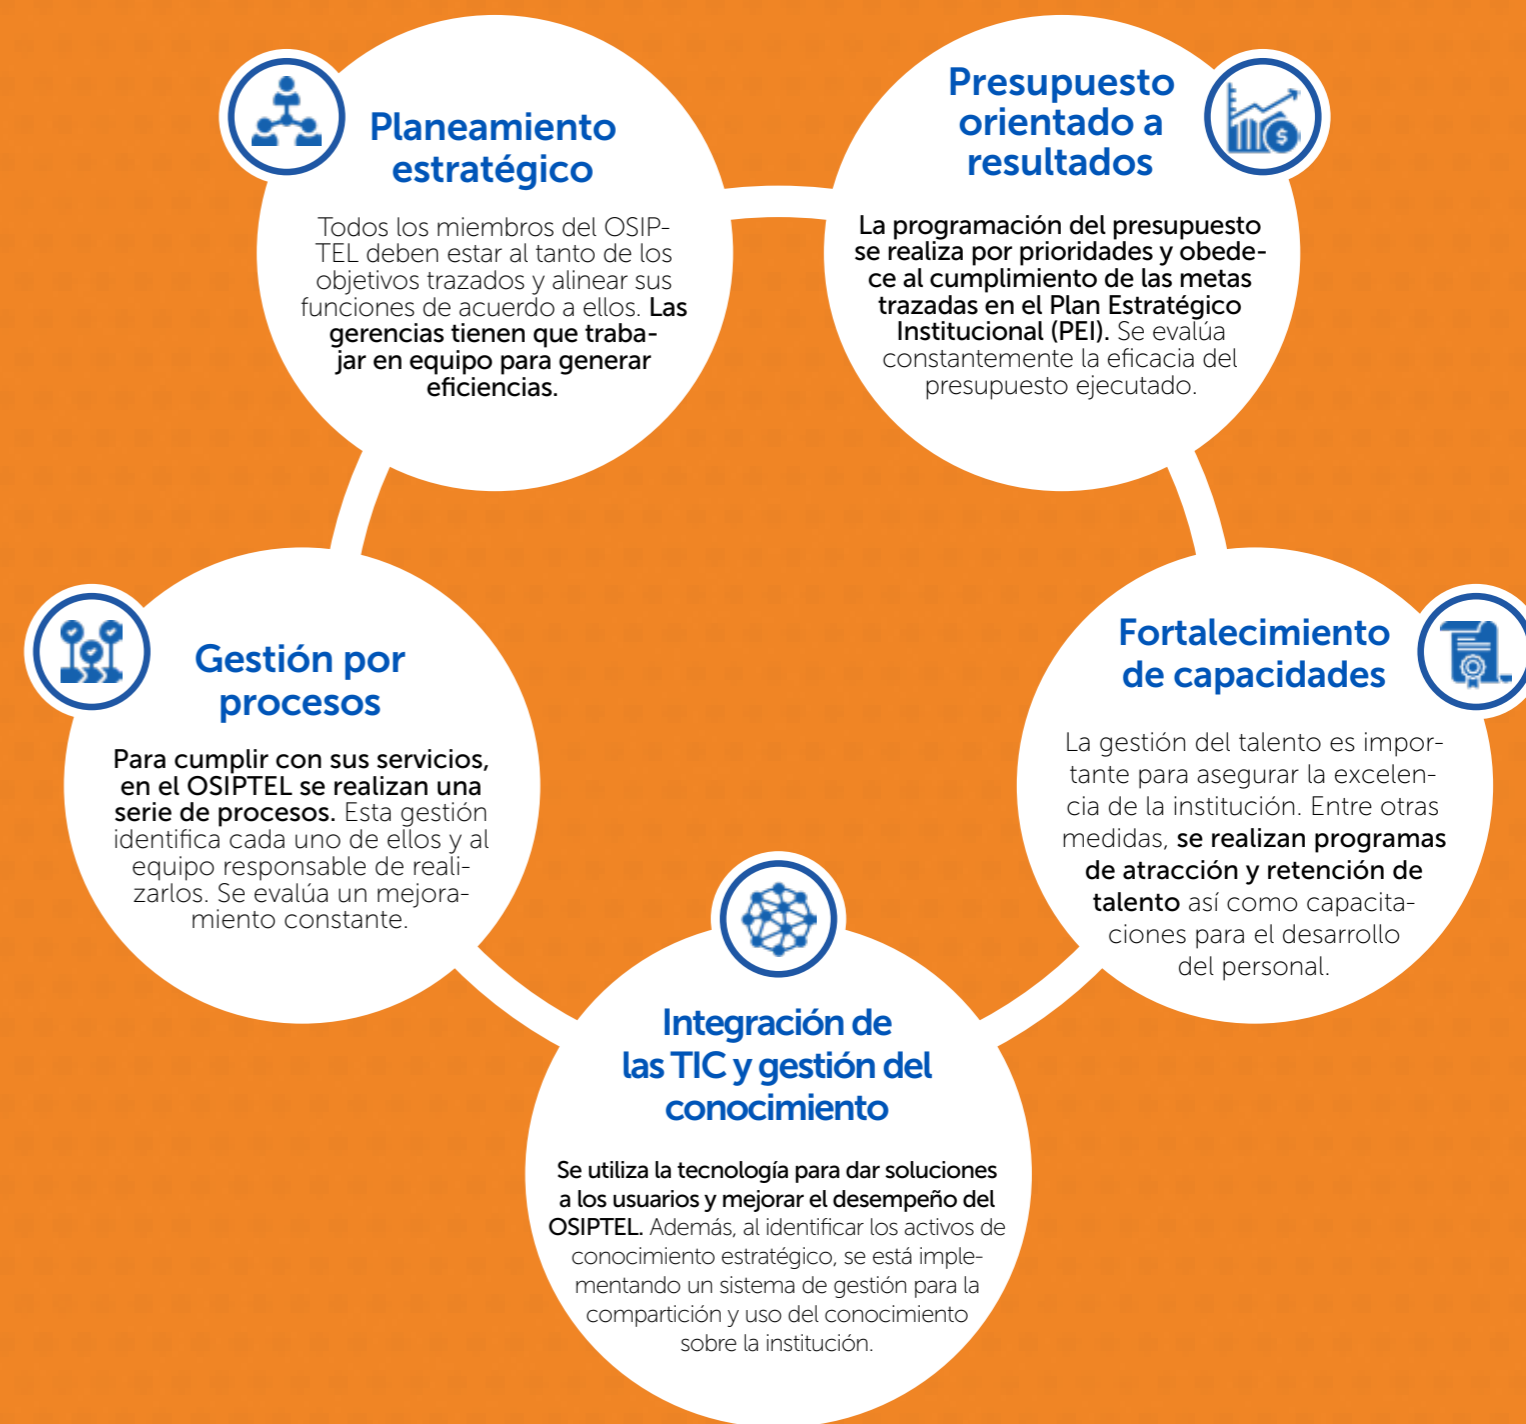 Planeamiento
estratégico
Todos los miembros del OSIP-
TEL deben estar al tanto de los
objetivos trazados y alinear sus
funciones de acuerdo a ellos. Las
gerencias tienen que traba-
jar en equipo para generar
eficiencias.
Presupuesto
orientado a
resultados
La programación del presupuesto
se realiza por prioridades y obede-
ce al cumplimiento de las metas
trazadas en el Plan Estratégico
Institucional (PEI). Se evalúa
constantemente la eficacia del
presupuesto ejecutado.
Gestión por
procesos
Para cumplir con sus servicios,
en el OSIPTEL se realizan una
serie de procesos. Esta gestión
identifica cada uno de ellos y al
equipo responsable de reali-
zarlos. Se evalúa un mejora-
miento constante.
Fortalecimiento
de capacidades
La gestión del talento es impor-
tante para asegurar la excelen-
cia de la institución. Entre otras
medidas, se realizan programas
de atracción y retención de
talento así como capacita-
ciones para el desarrollo
del personal.
Integración de
las TIC y gestión del
conocimiento
Se utiliza la tecnología para dar soluciones
a los usuarios y mejorar el desempeño del
OSIPTEL. Además, al identificar los activos de
conocimiento estratégico, se está imple-
mentando un sistema de gestión para la
compartición y uso del conocimiento
sobre la institución.